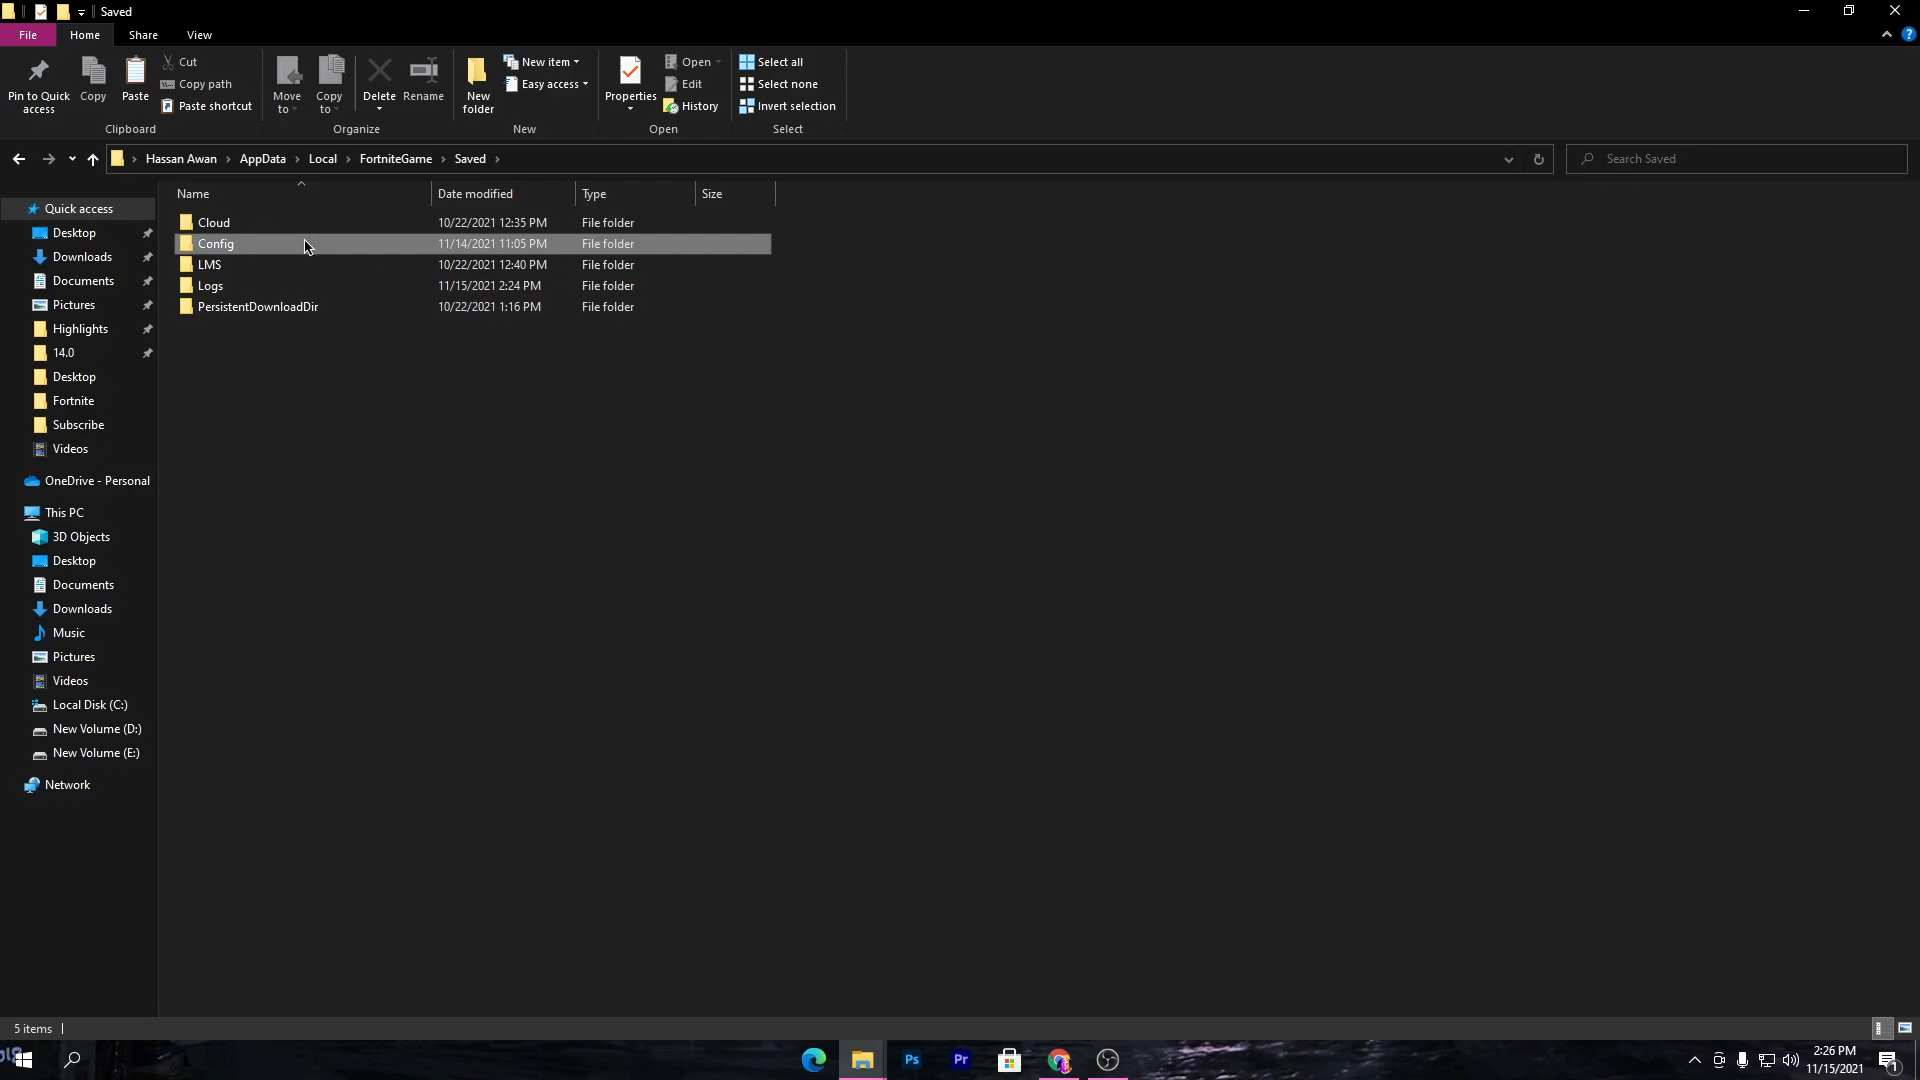 Saved
File Home Share View
Pin to Quick access
Copy
Paste
Cut
Copy path
Paste shortcut
Clipboard
Move to
Copy to
Delete
Rename
Organize
New folder
New item
Easy access
New
Properties
Open
Edit
History
Open
Select all
Select none
Invert selection
Select
Hassan Awan > AppData > Local > FortniteGame > Saved >
Search Saved
Name Date modified Type Size
Cloud 10/22/2021 12:35 PM File folder
Config 11/14/2021 11:05 PM File folder
LMS 10/22/2021 12:40 PM File folder
Logs 11/15/2021 2:24 PM File folder
PersistentDownloadDir 10/22/2021 1:16 PM File folder
Quick access
Desktop
Downloads
Documents
Pictures
Highlights
14.0
Desktop
Fortnite
Subscribe
Videos
OneDrive - Personal
This PC
3D Objects
Desktop
Documents
Downloads
Music
Pictures
Videos
Local Disk (C:)
New Volume (D:)
New Volume (E:)
Network
5 items
Ps
Pr
2:26 PM
11/15/2021
1